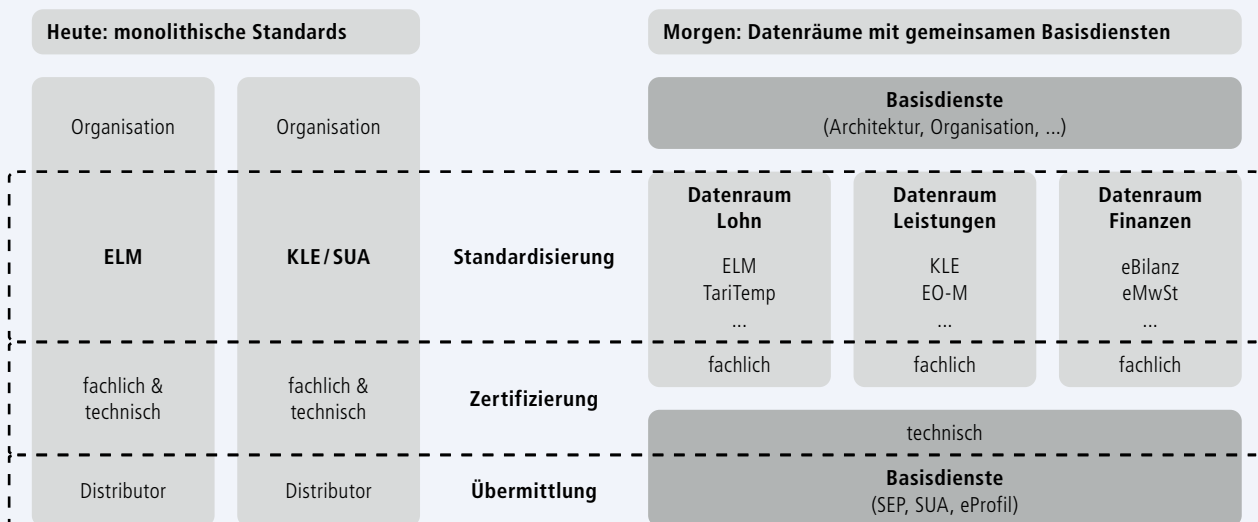 Heute: monolithische Standards
Morgen: Datenräume mit gemeinsamen Basisdiensten
Organisation
Organisation
Basisdienste
(Architektur, Organisation, ...)
ELM
KLE/SUA
Standardisierung
Datenraum
Lohn
ELM
TariTemp
...
Datenraum
Leistungen
KLE
EO-M
...
Datenraum
Finanzen
eBilanz
eMwSt
...
fachlich &
technisch
fachlich &
technisch
Zertifizierung
fachlich
fachlich
fachlich
technisch
Distributor
Distributor
Übermittlung
Basisdienste
(SEP, SUA, eProfil)